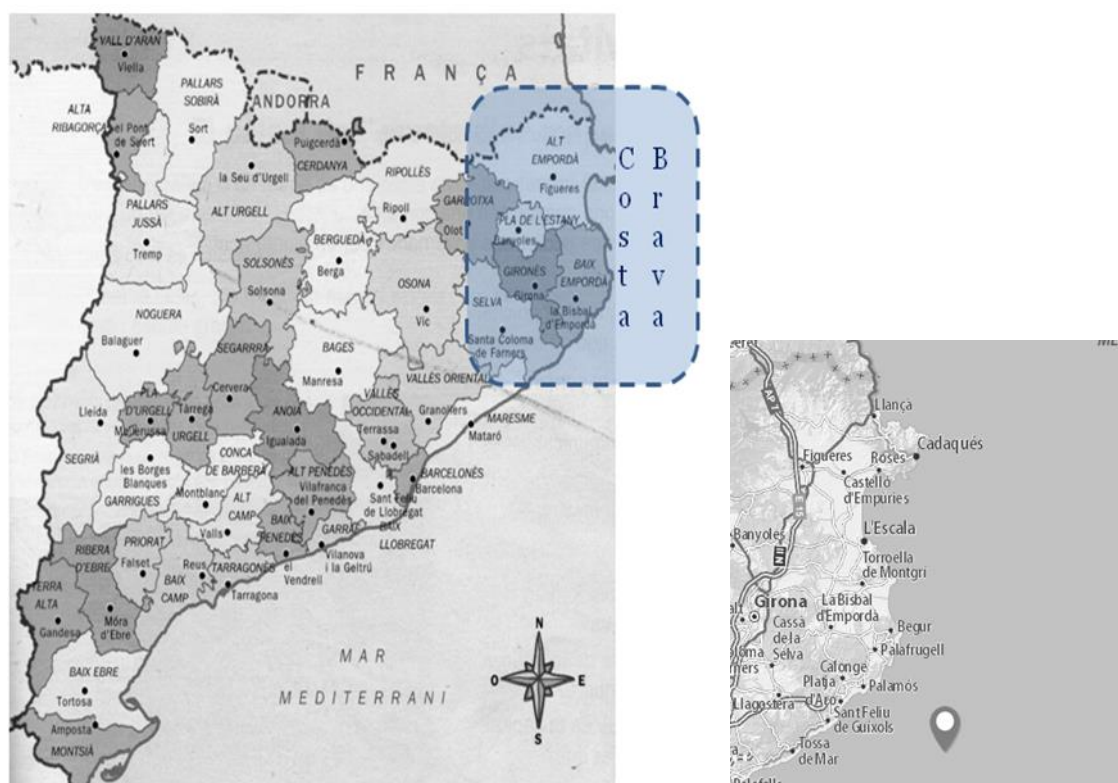 VALL D'ARAN
Viella
FRANÇA
PALLARS
SOBIRÀ
Sort
ALTA
RIBAGORÇA
el Pont
de Suert
ANDORRA
Puigcerdà
CERDANYA
la Seu d'Urgell
ALT URGELL
RIPOLLÈS
Ripoll
GARROTXA
Olot
ALT
EMPORDÀ
Figueres
PLA DE L'ESTANY
Banyoles
GIRONÈS
Girona
BAIX
EMPORDÀ
la Bisbal
d'Empordà
SELVA
Santa Coloma
de Farners
Costa
Brava
PALLARS
JUSSÀ
Tremp
BERGUEDÀ
Berga
SOLSONÈS
Solsona
OSONA
Vic
NOGUERA
Balaguer
SEGARRRA
Cervera
BAGES
Manresa
VALLÈS ORIENTAL
Granollers
VALLÈS
OCCIDENTAL
Terrassa
Sabadell
MARESME
Mataró
Lleida
SEGRIÀ
PLA
D'URGELL
Mollerussa
Tàrrega
URGELL
ANOIA
Igualada
les Borges
Blanques
GARRIGUES
CONCA
DE BARBERÀ
Montblanc
ALT PENEDÈS
Vilafranca
del Penedès
BARCELONÈS
Barcelona
Sant Feliu
de Llobregat
BAIX
LLOBREGAT
ALT
CAMP
Valls
BAIX
PENEDÈS
el
Vendrell
GARRAF
Vilanova
i la Geltrú
RIBERA
D'EBRE
Móra
d'Ebre
PRIORAT
Falset
Reus
BAIX
CAMP
TARRAGONÈS
Tarragona
TERRA
ALTA
Gandesa
BAIX EBRE
Tortosa
Amposta
MONTSIÀ
MAR
MEDITERRANI
N
O
E
S
AP 7
Llançà
Cadaqués
Figueres
Roses
Castelló
d'Empúries
E 15
Banyoles
L'Escala
NII
Torroella
de Montgrí
Girona
La Bisbal
d'Empordà
Cassà
de la
Selva
Begur
Palafrugell
Calonge
Platja
d'Aro
Palamós
Llagostera
Sant Feliu
de Guíxols
Tossa
de Mar